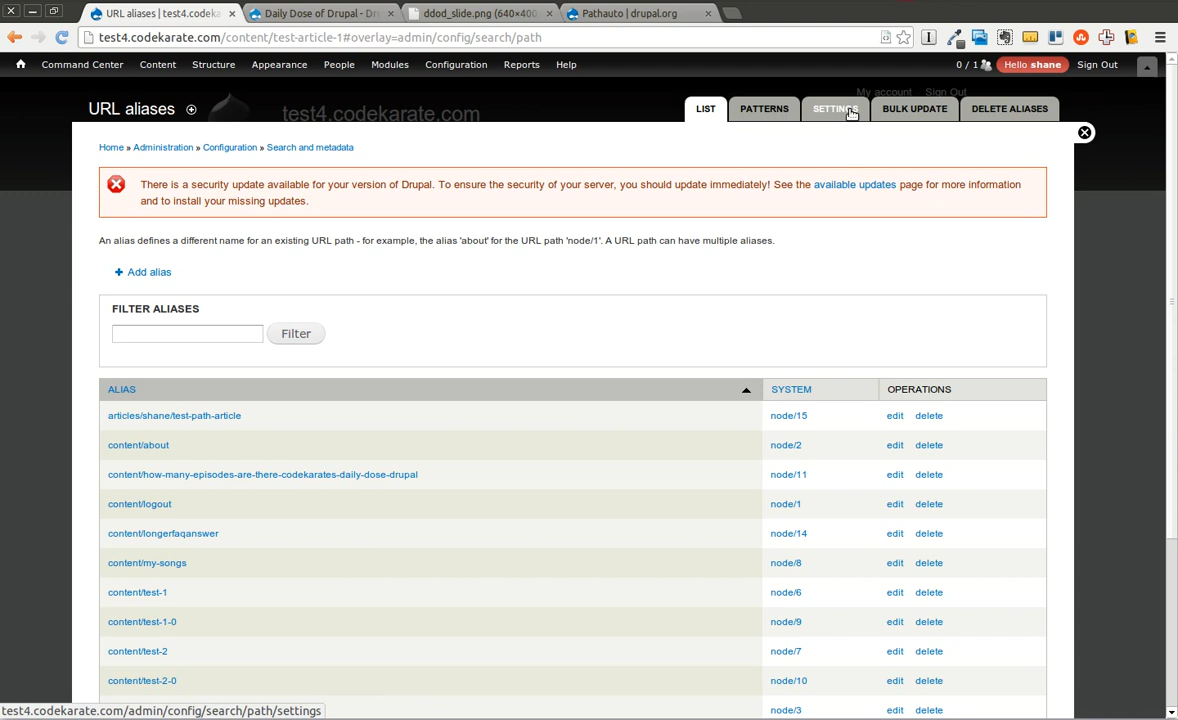 URL aliases | test4.codeka
Daily Dose of Drupal - Dr
ddod_slide.png (640×400
Pathauto | drupal.org
test4.codekarate.com/content/test-article-1#overlay=admin/config/search/path
Command Center Content Structure Appearance People Modules Configuration Reports Help
0 / 1 Hello shane Sign Out
My account Sign Out
URL aliases
test4.codekarate.com
LIST PATTERNS SETTINGS BULK UPDATE DELETE ALIASES
Home » Administration » Configuration » Search and metadata
There is a security update available for your version of Drupal. To ensure the security of your server, you should update immediately! See the available updates page for more information
and to install your missing updates.
An alias defines a different name for an existing URL path - for example, the alias 'about' for the URL path 'node/1'. A URL path can have multiple aliases.
+ Add alias
FILTER ALIASES
Filter
ALIAS SYSTEM OPERATIONS
articles/shane/test-path-article node/15 edit delete
content/about node/2 edit delete
content/how-many-episodes-are-there-codekarates-daily-dose-drupal node/11 edit delete
content/logout node/1 edit delete
content/longerfaqanswer node/14 edit delete
content/my-songs node/8 edit delete
content/test-1 node/6 edit delete
content/test-1-0 node/9 edit delete
content/test-2 node/7 edit delete
content/test-2-0 node/10 edit delete
node/3 edit delete
test4.codekarate.com/admin/config/search/path/settings